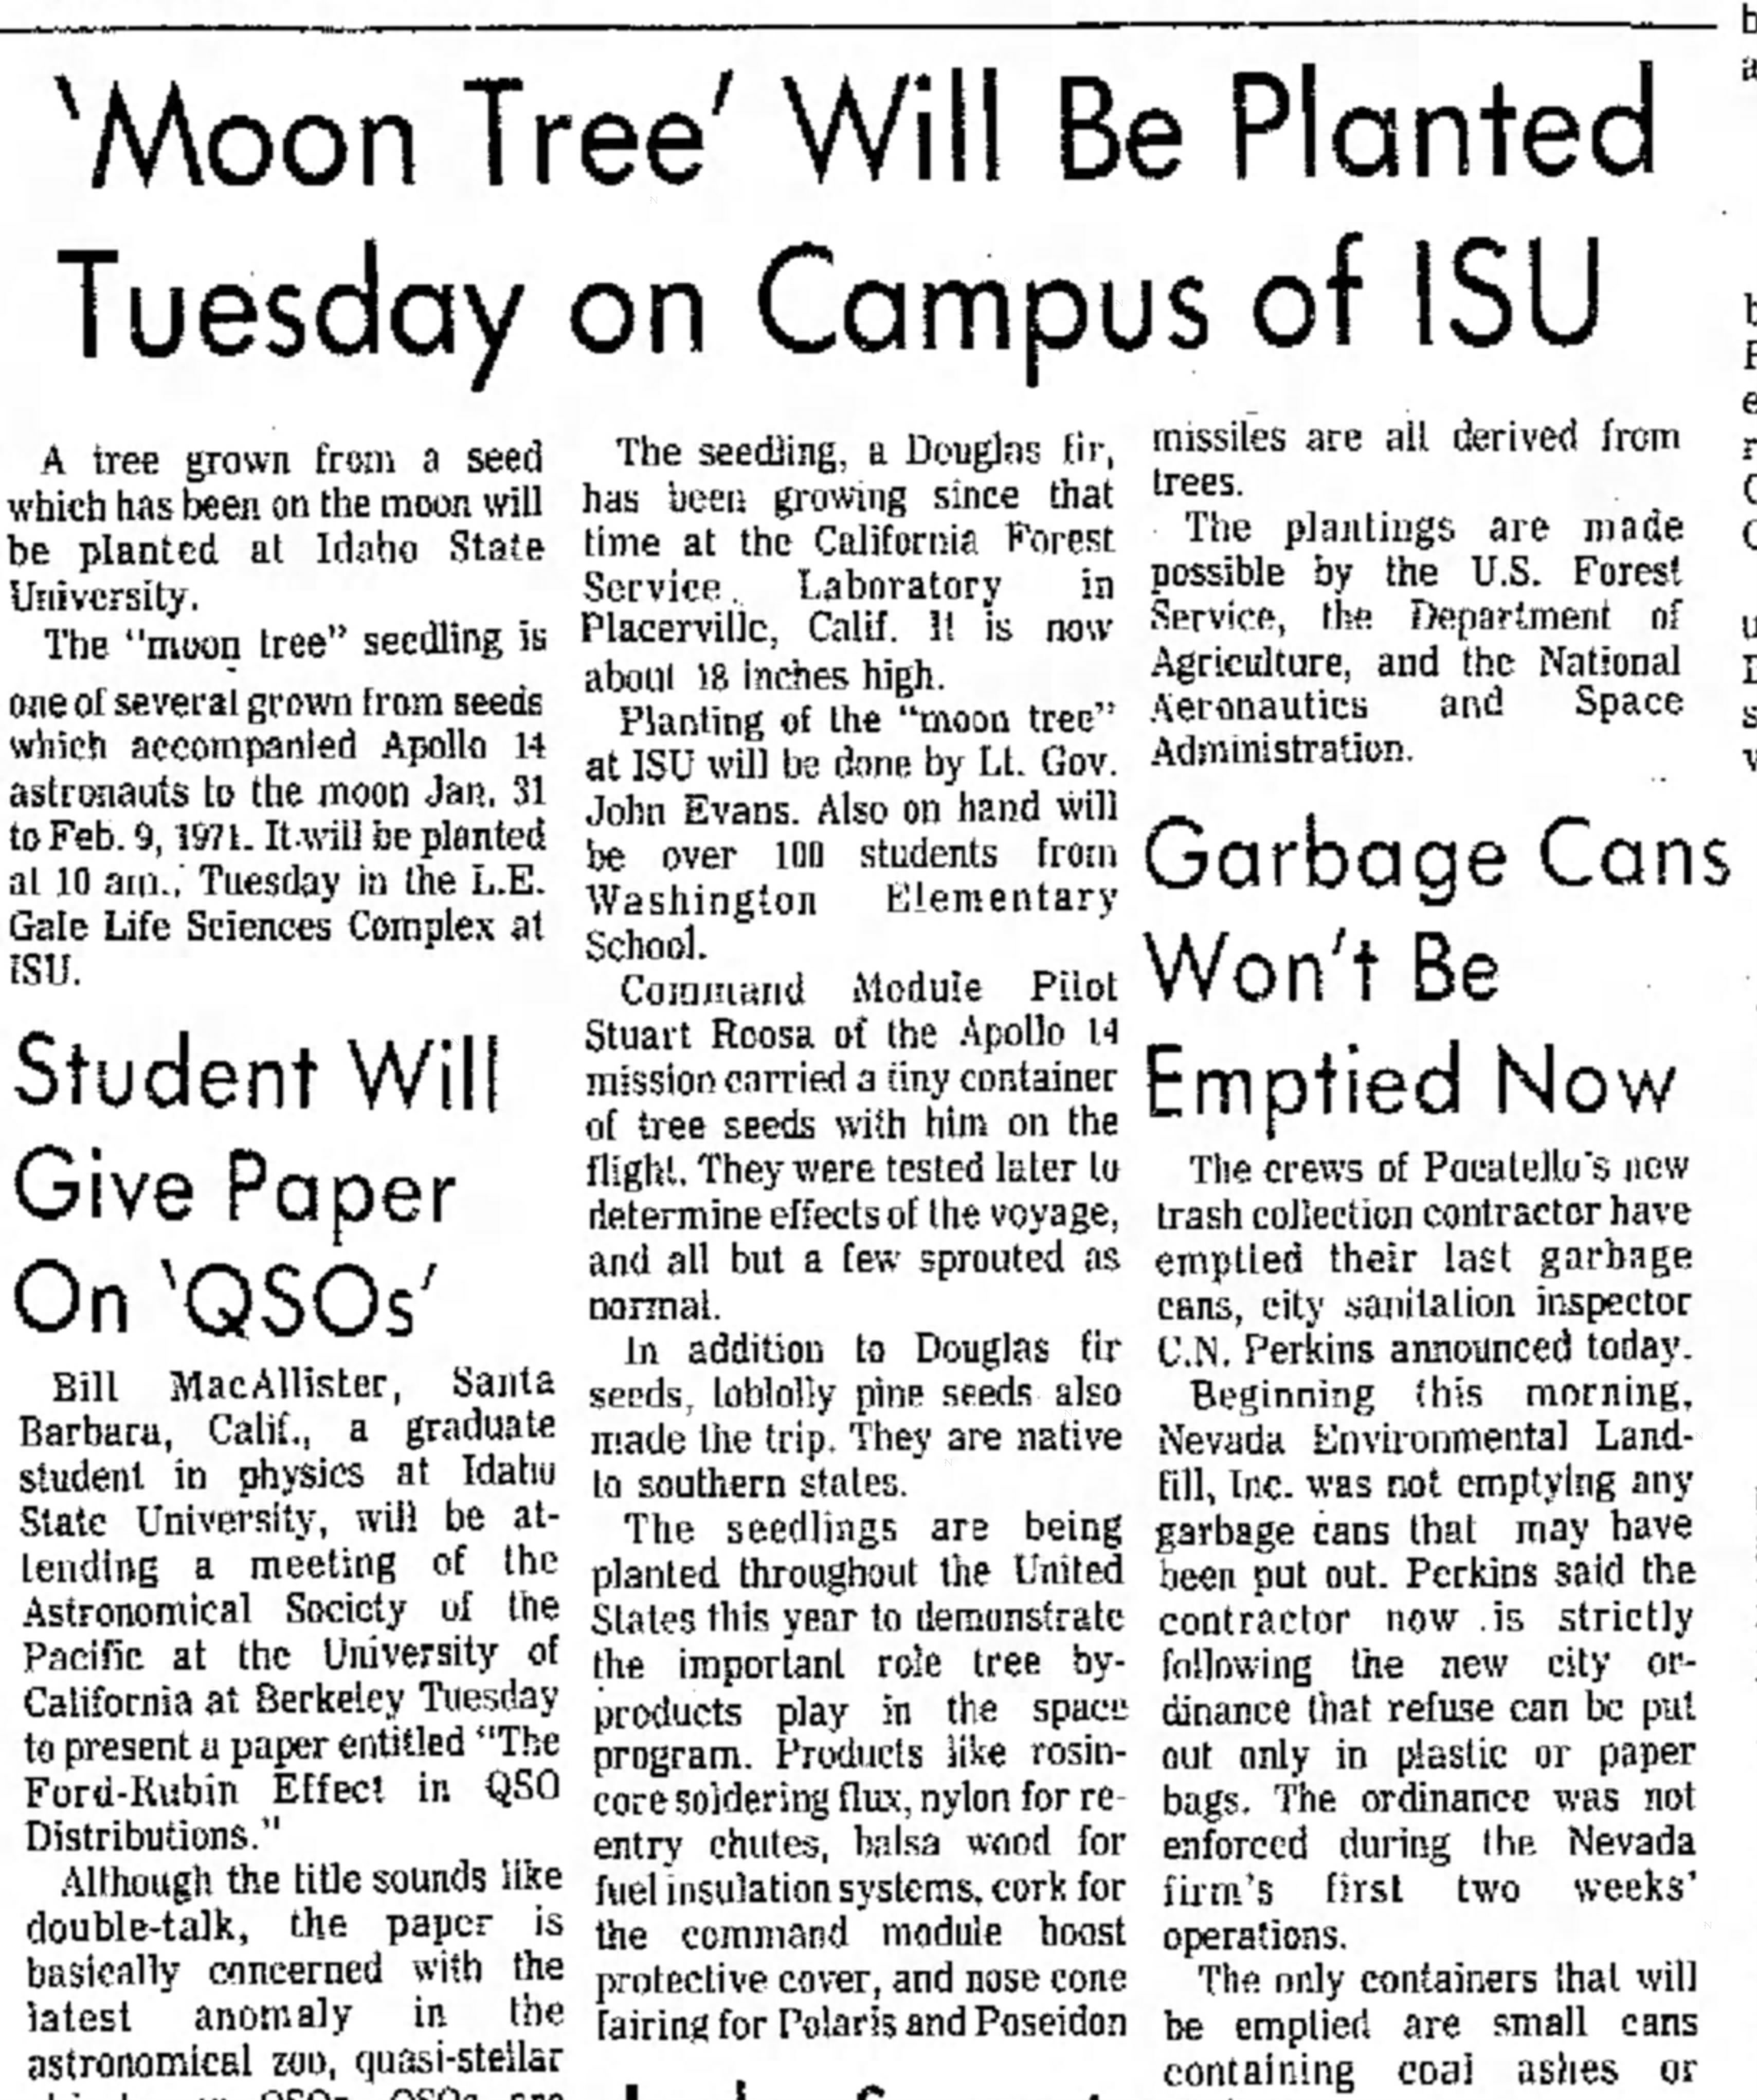 'Moon Tree' Will Be Planted
Tuesday on Campus of ISU
A tree grown from a seed
which has been on the moon will
be planted at Idaho State
University.
The "moon tree" seedling is
one of several grown from seeds
which accompanied Apollo 14
astronauts to the moon Jan. 31
to Feb. 9, 1971. It will be planted
at 10 am., Tuesday in the L.E.
Gale Life Sciences Complex at
ISU.
The seedling, a Douglas fir,
has been growing since that
time at the California Forest
Service Laboratory in
Placerville, Calif. It is now
about 18 inches high.
Planting of the "moon tree"
at ISU will be done by Lt. Gov.
John Evans. Also on hand will
be over 100 students from
Washington Elementary
School.
Command Module Pilot
Stuart Roosa of the Apollo 14
mission carried a tiny container
of tree seeds with him on the
flight. They were tested later to
determine effects of the voyage,
and all but a few sprouted as
normal.
In addition to Douglas fir
seeds, loblolly pine seeds also
made the trip. They are native
to southern states.
The seedlings are being
planted throughout the United
States this year to demonstrate
the important role tree by-
products play in the space
program. Products like rosin-
core soldering flux, nylon for re-
entry chutes, balsa wood for
fuel insulation systems, cork for
the command module boost
protective cover, and nose cone
fairing for Polaris and Poseidon
missiles are all derived from
trees.
The plantings are made
possible by the U.S. Forest
Service, the Department of
Agriculture, and the National
Aeronautics and Space
Administration.
Student Will
Give Paper
On 'QSOs'
Bill MacAllister, Santa
Barbara, Calif., a graduate
student in physics at Idaho
State University, will be at-
tending a meeting of the
Astronomical Society of the
Pacific at the University of
California at Berkeley Tuesday
to present a paper entitled "The
Ford-Rubin Effect in QSO
Distributions."
Although the title sounds like
double-talk, the paper is
basically concerned with the
latest anomaly in the
astronomical zoo, quasi-stellar
Garbage Cans
Won't Be
Emptied Now
The crews of Pocatello's new
trash collection contractor have
emptied their last garbage
cans, city sanitation inspector
C.N. Perkins announced today.
Beginning this morning,
Nevada Environmental Land-
fill, Inc. was not emptying any
garbage cans that may have
been put out. Perkins said the
contractor now is strictly
following the new city or-
dinance that refuse can be put
out only in plastic or paper
bags. The ordinance was not
enforced during the Nevada
firm's first two weeks'
operations.
The only containers that will
be emptied are small cans
containing coal ashes or